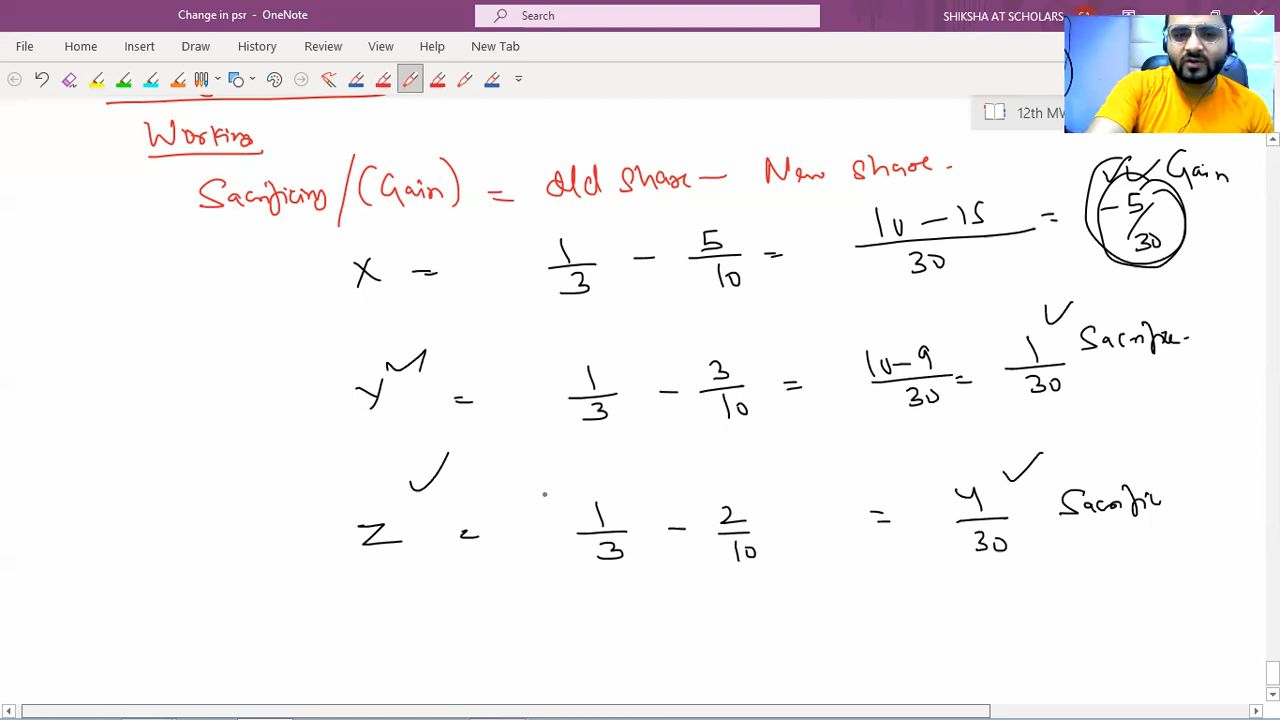 Change in psr - OneNote
Search
SHIKSHA AT SCHOLARS
File Home Insert Draw History Review View Help New Tab
12th
Working
Sacrificing/(Gain) = Old share - New share.
X = 1/3 - 5/10 = 10-15/30 = -5/30 Gain
Y = 1/3 - 3/10 = 10-9/30 = 1/30 Sacrifice.
Z = 1/3 - 2/10 = 4/30 Sacrific